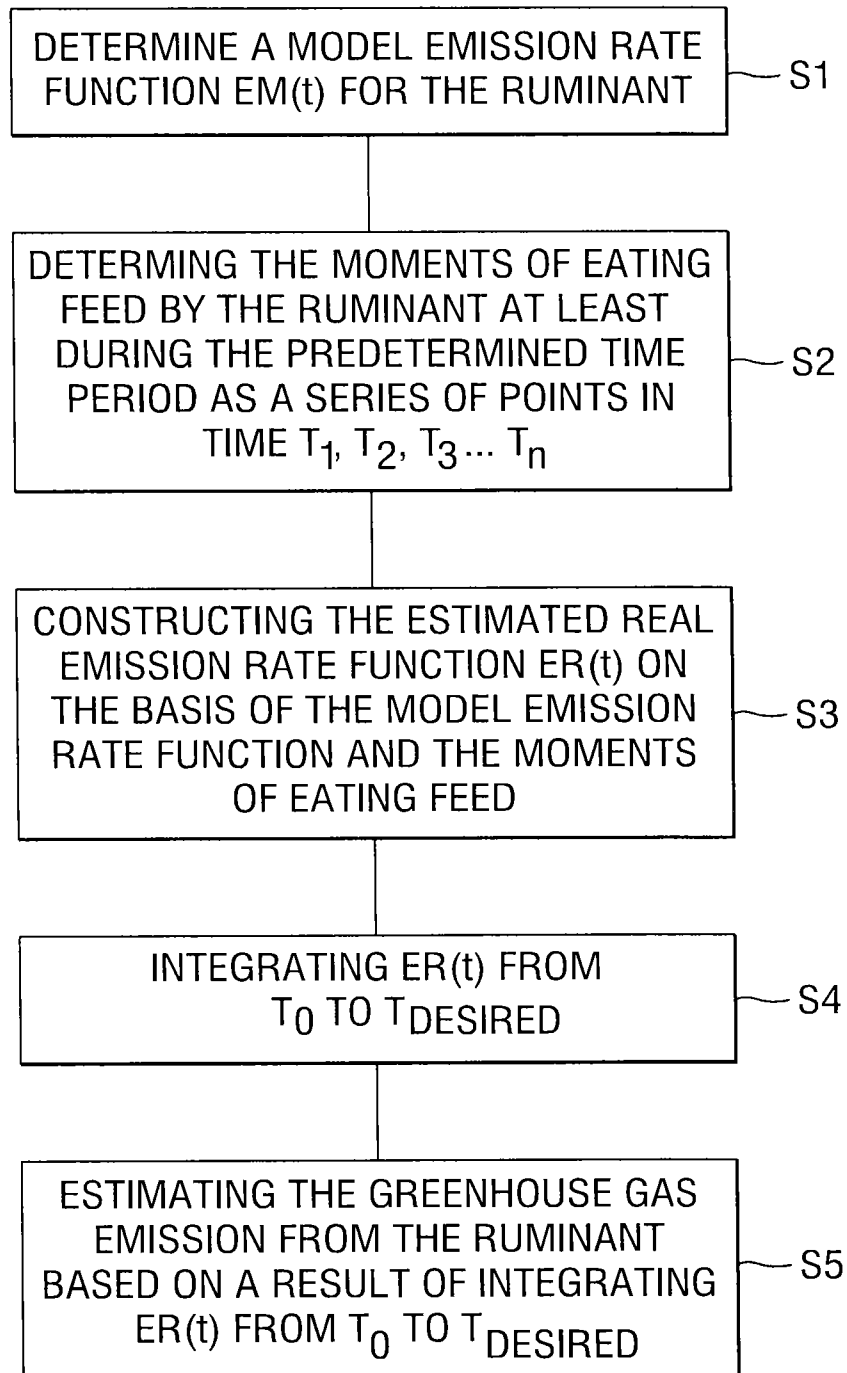 DETERMINE A MODEL EMISSION RATE
FUNCTION EM(t) FOR THE RUMINANT
S1
DETERMING THE MOMENTS OF EATING
FEED BY THE RUMINANT AT LEAST
DURING THE PREDETERMINED TIME
PERIOD AS A SERIES OF POINTS IN
TIME T1, T2, T3... Tn
S2
CONSTRUCTING THE ESTIMATED REAL
EMISSION RATE FUNCTION ER(t) ON
THE BASIS OF THE MODEL EMISSION
RATE FUNCTION AND THE MOMENTS
OF EATING FEED
S3
INTEGRATING ER(t) FROM
T0 TO TDESIRED
S4
ESTIMATING THE GREENHOUSE GAS
EMISSION FROM THE RUMINANT
BASED ON A RESULT OF INTEGRATING
ER(t) FROM T0 TO TDESIRED
S5